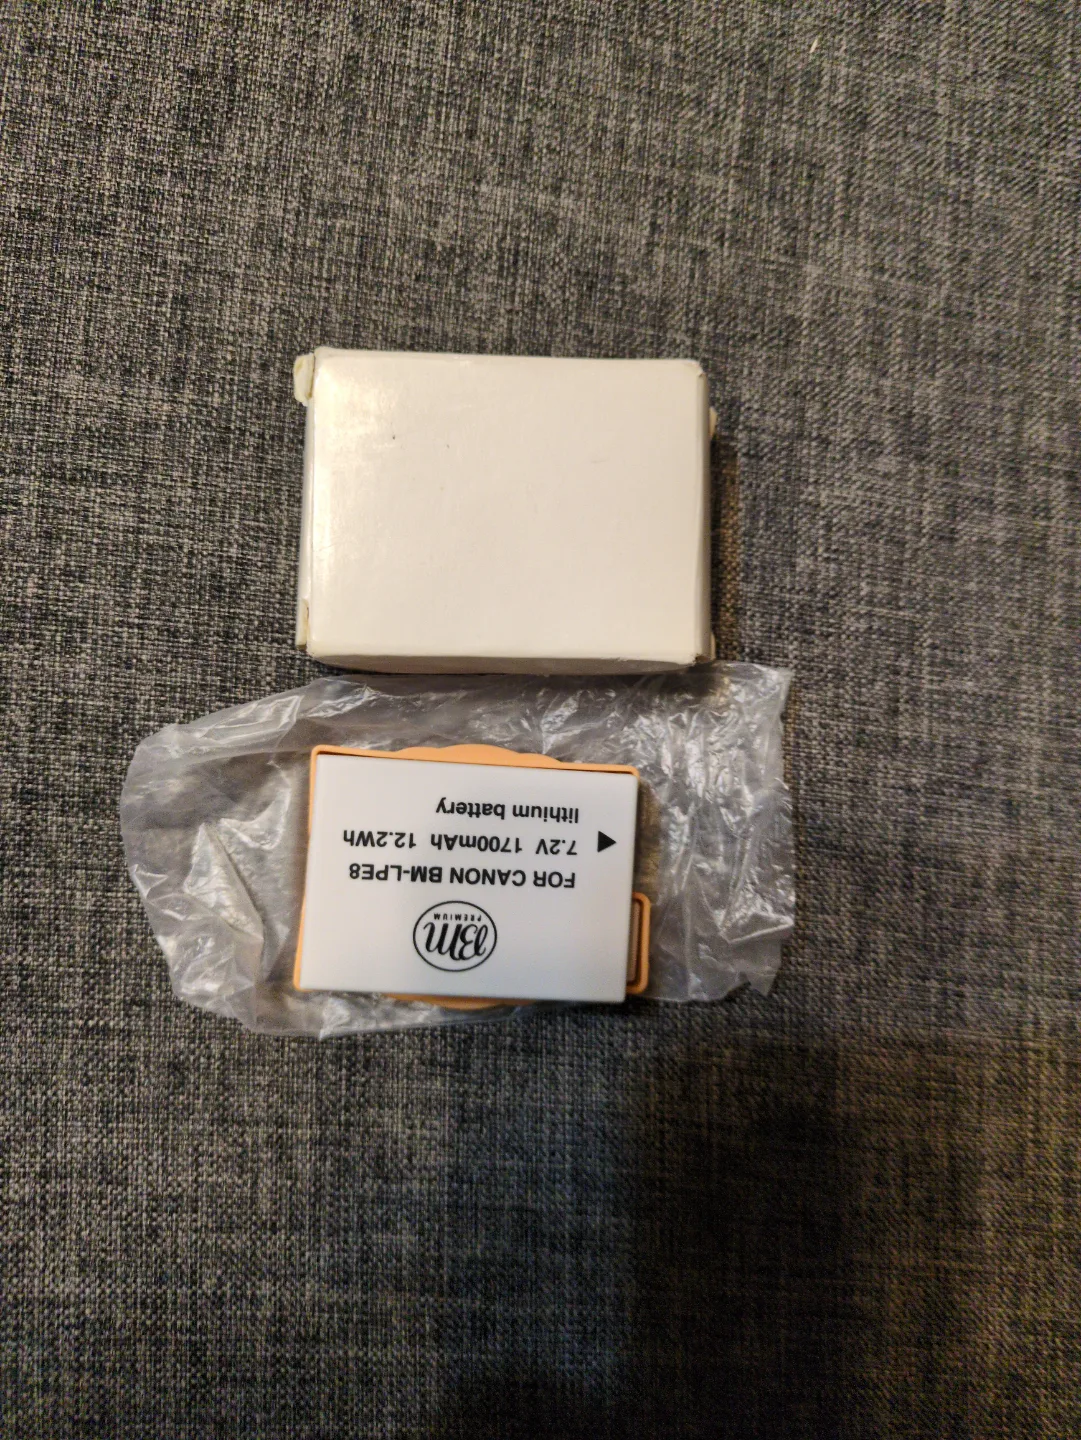 BM
PREMIUM
FOR CANON BM-LPE8
7.2V 1700mAh 12.2Wh
lithium battery